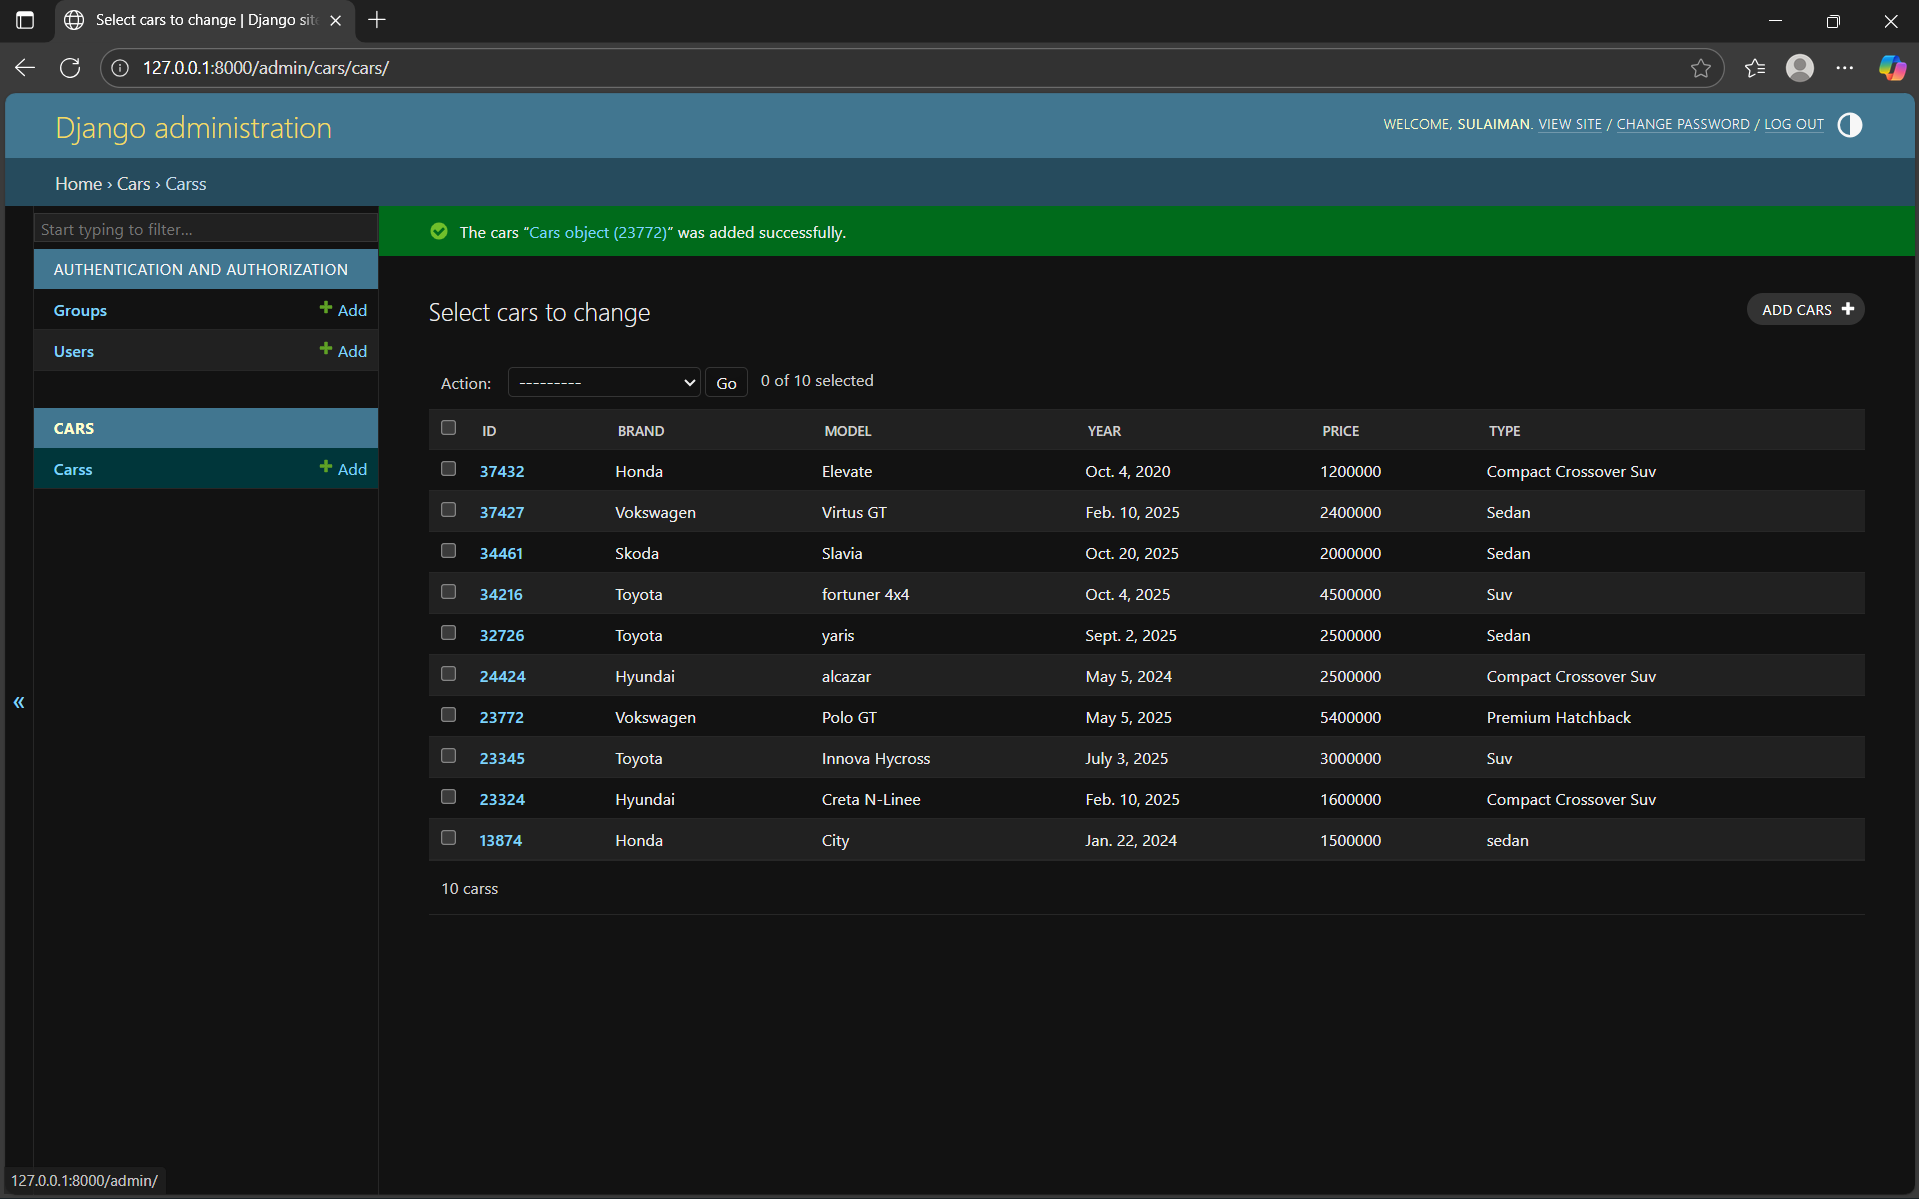 Select cars to change | Django sit
127.0.0.1:8000/admin/cars/cars/
Django administration
WELCOME, SULAIMAN. VIEW SITE / CHANGE PASSWORD / LOG OUT
Home › Cars › Carss
Start typing to filter...
The cars “Cars object (23772)” was added successfully.
AUTHENTICATION AND AUTHORIZATION
Groups Add
Users Add
CARS
Carss Add
Select cars to change
ADD CARS
Action: --------- Go 0 of 10 selected
ID BRAND MODEL YEAR PRICE TYPE
37432 Honda Elevate Oct. 4, 2020 1200000 Compact Crossover Suv
37427 Vokswagen Virtus GT Feb. 10, 2025 2400000 Sedan
34461 Skoda Slavia Oct. 20, 2025 2000000 Sedan
34216 Toyota fortuner 4x4 Oct. 4, 2025 4500000 Suv
32726 Toyota yaris Sept. 2, 2025 2500000 Sedan
24424 Hyundai alcazar May 5, 2024 2500000 Compact Crossover Suv
23772 Vokswagen Polo GT May 5, 2025 5400000 Premium Hatchback
23345 Toyota Innova Hycross July 3, 2025 3000000 Suv
23324 Hyundai Creta N-Linee Feb. 10, 2025 1600000 Compact Crossover Suv
13874 Honda City Jan. 22, 2024 1500000 sedan
10 carss
«
127.0.0.1:8000/admin/